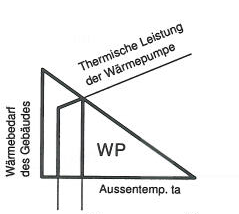 Thermische Leistung
der Wärmepumpe
Wärmebedarf
des Gebäudes
WP
Aussentemp. ta